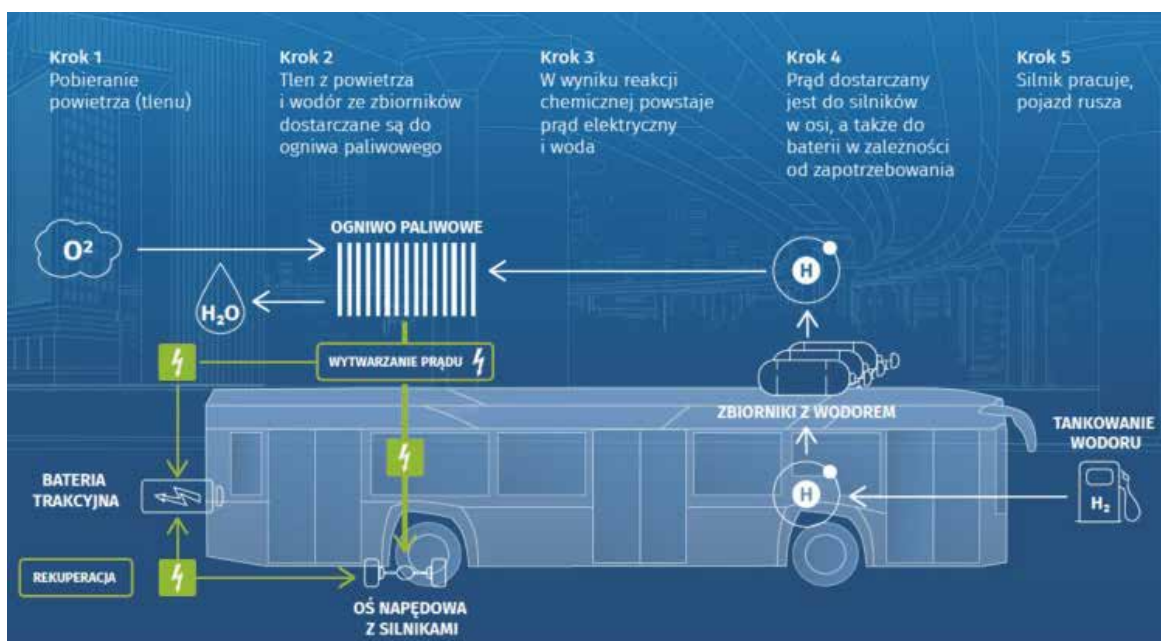 Krok 1
Pobieranie
powietrza (tlenu)
Krok 2
Tlen z powietrza
i wodór ze zbiorników
dostarczane są do
ogniwa paliwowego
Krok 3
W wyniku reakcji
chemicznej powstaje
prąd elektryczny
i woda
Krok 4
Prąd dostarczany
jest do silników
w osi, a także do
baterii w zależności
od zapotrzebowania
Krok 5
Silnik pracuje,
pojazd rusza
OGNIWO PALIWOWE
O²
H
H₂O
WYTWARZANIE PRĄDU
ZBIORNIKI Z WODOREM
TANKOWANIE
WODORU
BATERIA
TRAKCYJNA
H
H₂
REKUPERACJA
OŚ NAPĘDOWA
Z SILNIKAMI